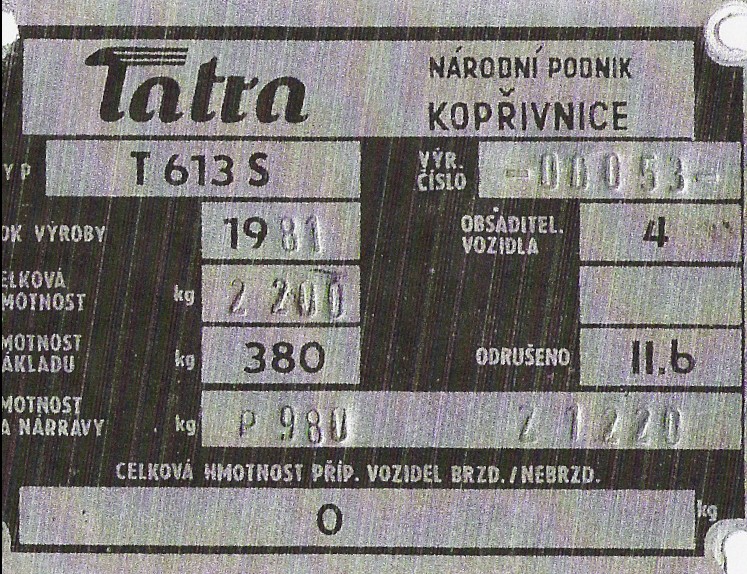 Tatra
NÁRODNÍ PODNIK
KOPŘIVNICE
YP T 613 S
VÝR. ČÍSLO -00053-
OK VÝROBY 1981
OBSADITEL. VOZIDLA 4
ELKOVÁ MOTNOST kg 2 200
MOTNOST ÁKLADU kg 380
ODRUŠENO II.b
MOTNOST A NÁRRAVY kg P 980 Z 1220
CELKOVÁ HMOTNOST PŘÍP. VOZIDEL BRZD./NEBRZD.
0 kg